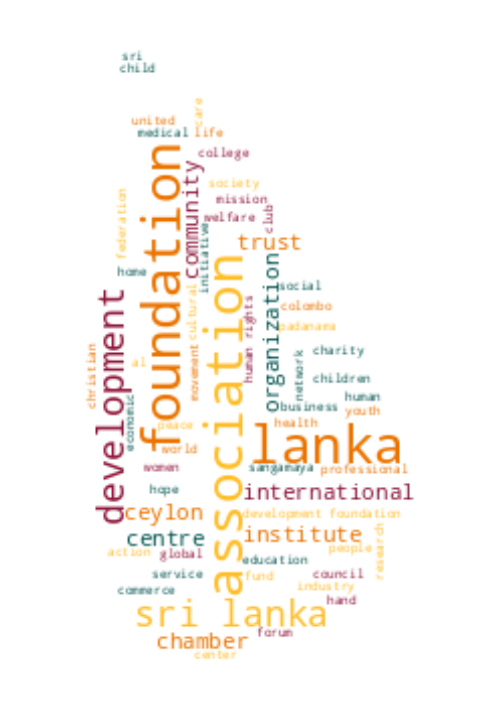 sri
child
care
united
medical
life
college
foundation
community
society
federation
mission
welfare
club
initiative
trust
association
organization
home
social
development
cultural
human rights
colombo
padanama
christian
al
movement
network
charity
children
economic
human
business
youth
peace
health
lanka
world
women
sangamaya
professional
hope
international
ceylon
development foundation
centre
institute
research
action
global
people
education
service
fund
council
commerce
industry
hand
sri lanka
forum
chamber
center